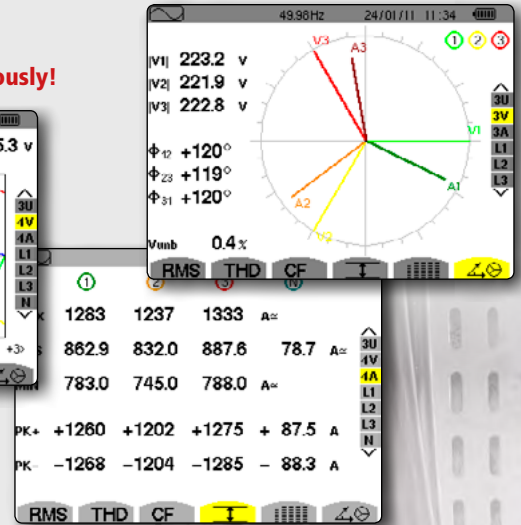 ously!
49.98Hz 24/01/11 11:34
|V1| 223.2 v
|V2| 221.9 v
|V3| 222.8 v
Φ12 +120°
Φ23 +119°
Φ31 +120°
Vunb 0.4%
V3
A3
V1
A1
A2
V2
1 2 3
3U
3V
3A
L1
L2
L3
RMS THD CF
5.3 v
3U
4V
4A
L1
L2
L3
N
+3>
1 2 3 N
1283 1237 1333 A≃
862.9 832.0 887.6 78.7 A≃
MIN 783.0 745.0 788.0 A≃
PK+ +1260 +1202 +1275 + 87.5 A
PK- -1268 -1204 -1285 - 88.3 A
3U
4V
4A
L1
L2
L3
N
RMS THD CF